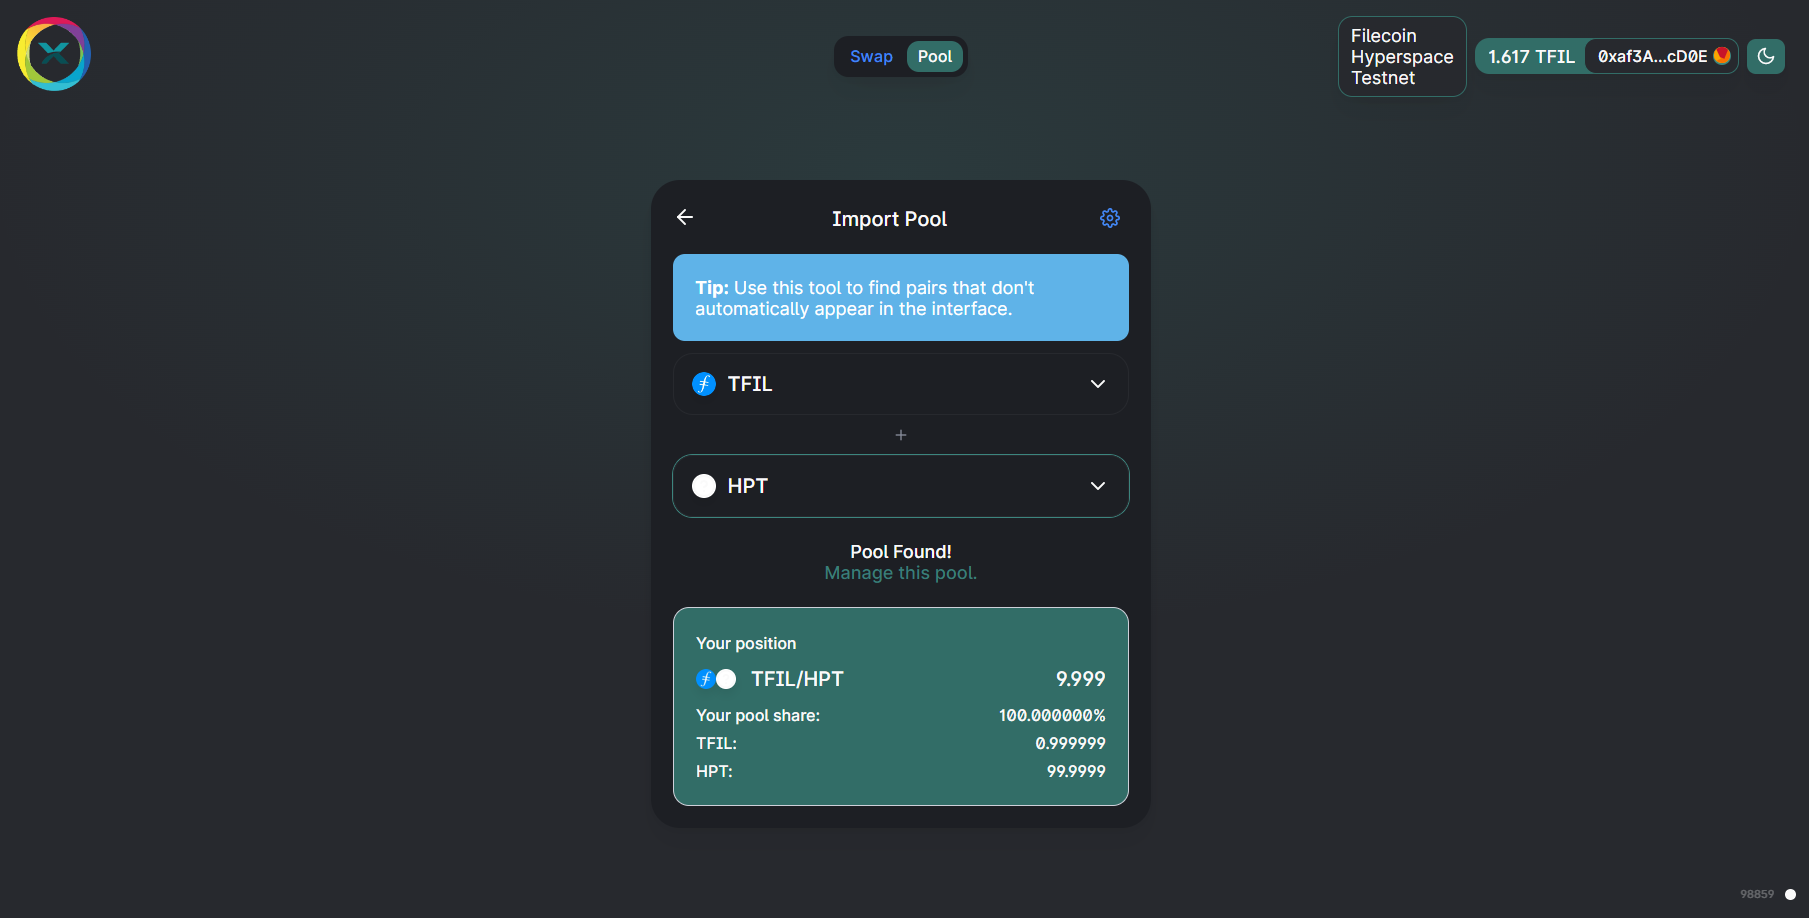 Swap
Pool
Filecoin
Hyperspace
Testnet
1.617 TFIL
0xaf3A...cD0E
Import Pool
Tip: Use this tool to find pairs that don't
automatically appear in the interface.
TFIL
+
HPT
Pool Found!
Manage this pool.
Your position
TFIL/HPT 9.999
Your pool share: 100.000000%
TFIL: 0.999999
HPT: 99.9999
98859